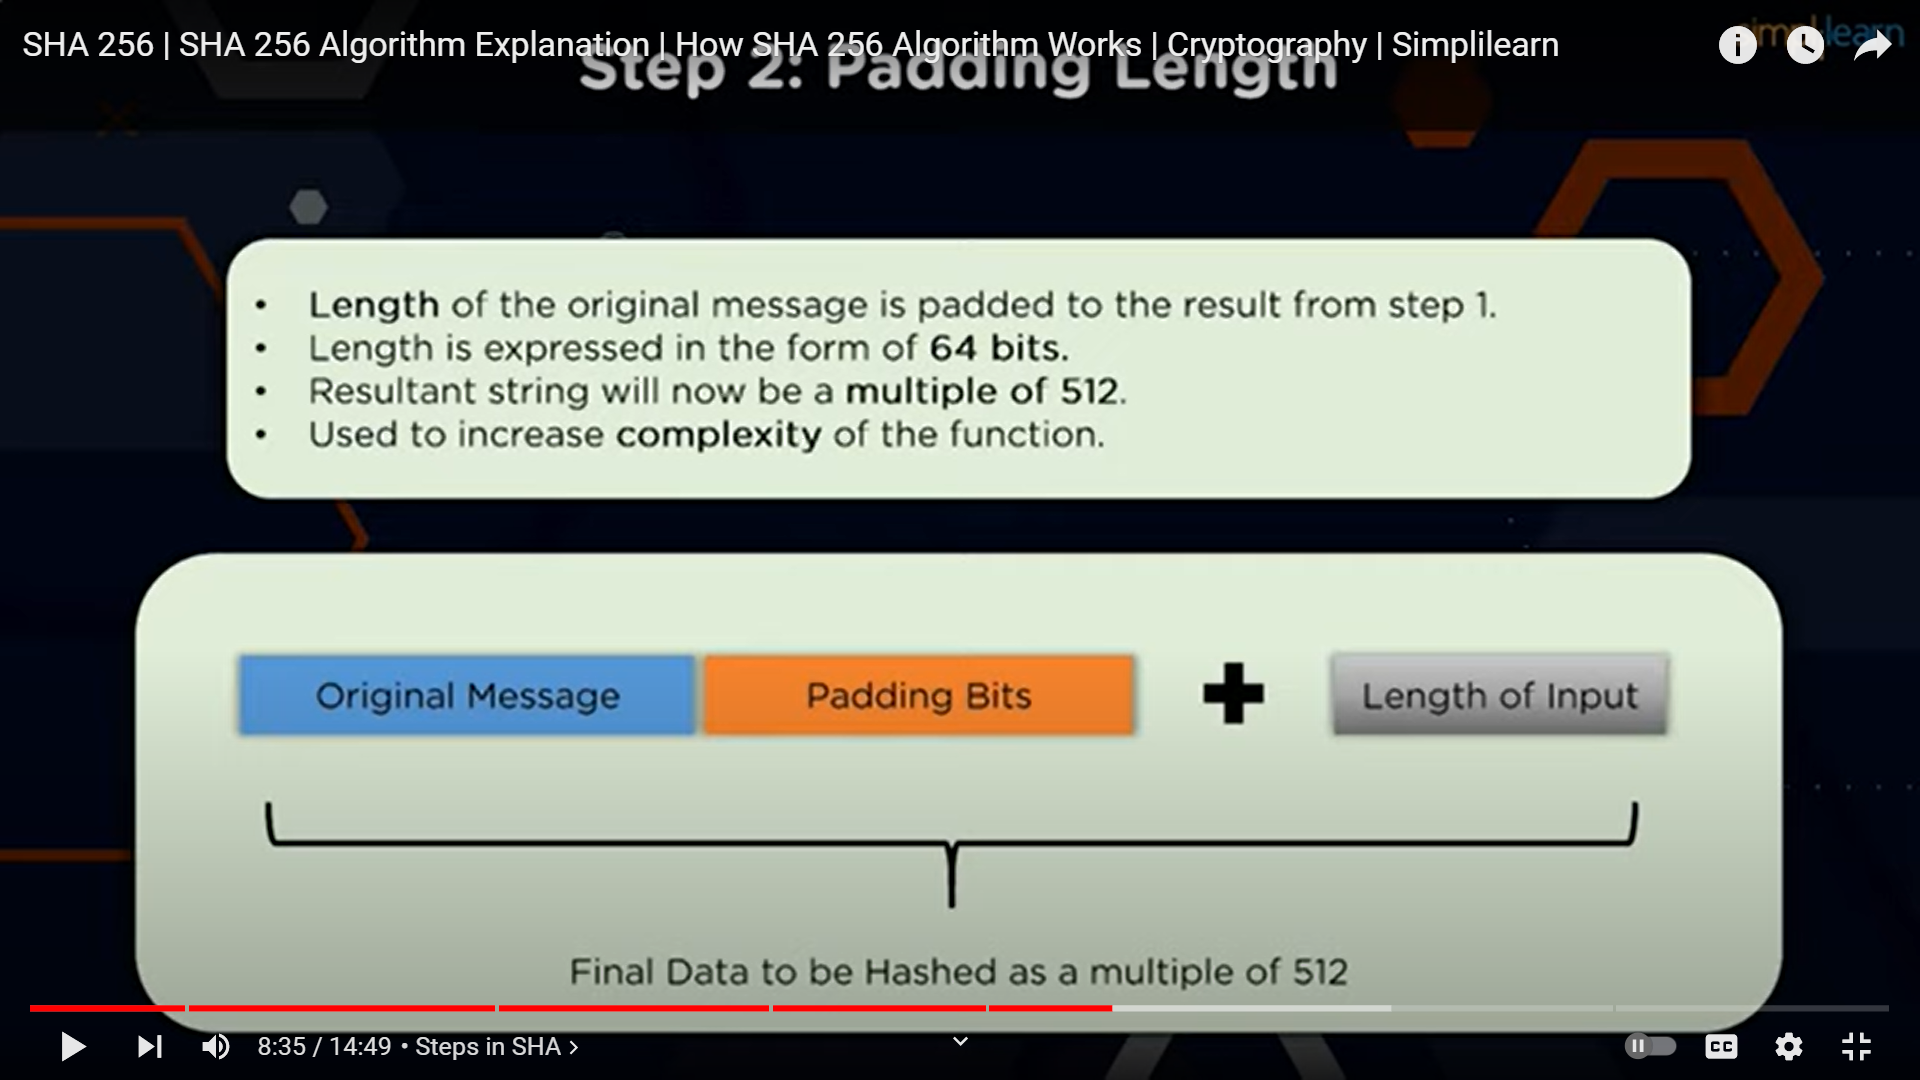 SHA 256 | SHA 256 Algorithm Explanation | How SHA 256 Algorithm Works | Cryptography | Simplilearn
simplilearn
Step 2: Padding Length
• Length of the original message is padded to the result from step 1.
• Length is expressed in the form of 64 bits.
• Resultant string will now be a multiple of 512.
• Used to increase complexity of the function.
Original Message
Padding Bits
Length of Input
Final Data to be Hashed as a multiple of 512
8:35 / 14:49 • Steps in SHA
CC